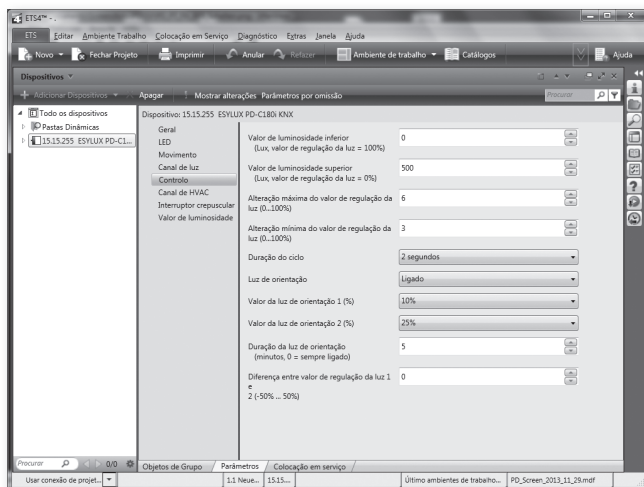 ETS4™ - .
ETS Editar Ambiente Trabalho Colocação em Serviço Diagnóstico Extras Janela Ajuda
Novo Fechar Projeto Imprimir Anular Refazer Ambiente de trabalho Catálogos Ajuda
Dispositivos
Adicionar Dispositivos Apagar Mostrar alterações Parâmetros por omissão Procurar
Todo os dispositivos
Pastas Dinámicas
15.15.255 ESYLUX PD-C1...
Dispositivo: 15.15.255 ESYLUX PD-C180i KNX
Geral
LED
Movimento
Canal de luz
Controlo
Canal de HVAC
Interruptor crepuscular
Valor de luminosidade
Valor de luminosidade inferior 0
(Lux, valor de regulação da luz = 100%)
Valor de luminosidade superior 500
(Lux, valor de regulação da luz = 0%)
Alteração máxima do valor de regulação da 6
luz (0...100%)
Alteração mínima do valor de regulação da 3
luz (0...100%)
Duração do ciclo 2 segundos
Luz de orientação Ligado
Valor da luz de orientação 1 (%) 10%
Valor da luz de orientação 2 (%) 25%
Duração da luz de orientação 5
(minutos, 0 = sempre ligado)
Diferença entre valor de regulação da luz 1 0
e
2 (-50% ... 50%)
Procurar 0/0 Objetos de Grupo Parâmetros Colocação em serviço
Usar conexão de projet... 1.1 Neue... 15.15.... Último ambientes de trabalho... PD_Screen_2013_11_29.mdf